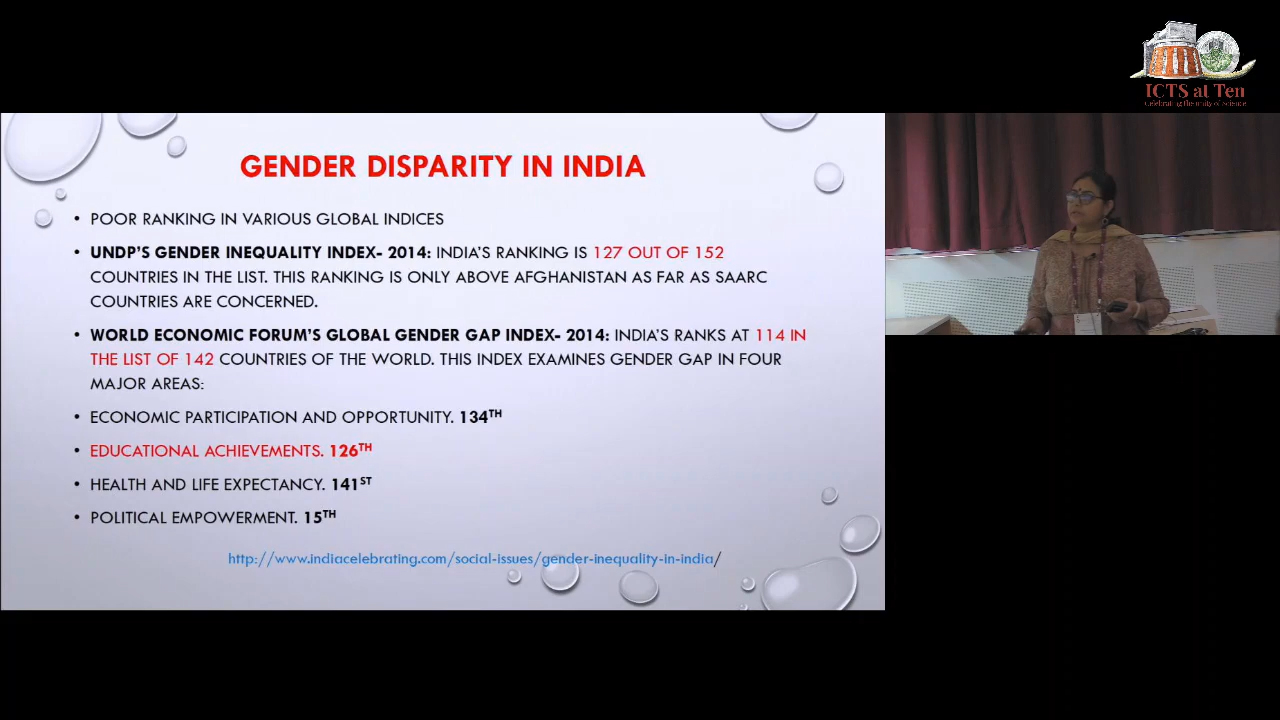 ICTS at Ten
Celebrating the unity of science
GENDER DISPARITY IN INDIA
• POOR RANKING IN VARIOUS GLOBAL INDICES
• UNDP'S GENDER INEQUALITY INDEX- 2014: INDIA'S RANKING IS 127 OUT OF 152
COUNTRIES IN THE LIST. THIS RANKING IS ONLY ABOVE AFGHANISTAN AS FAR AS SAARC
COUNTRIES ARE CONCERNED.
• WORLD ECONOMIC FORUM'S GLOBAL GENDER GAP INDEX- 2014: INDIA'S RANKS AT 114 IN
THE LIST OF 142 COUNTRIES OF THE WORLD. THIS INDEX EXAMINES GENDER GAP IN FOUR
MAJOR AREAS:
• ECONOMIC PARTICIPATION AND OPPORTUNITY. 134TH
• EDUCATIONAL ACHIEVEMENTS. 126TH
• HEALTH AND LIFE EXPECTANCY. 141ST
• POLITICAL EMPOWERMENT. 15TH
http://www.indiacelebrating.com/social-issues/gender-inequality-in-india/